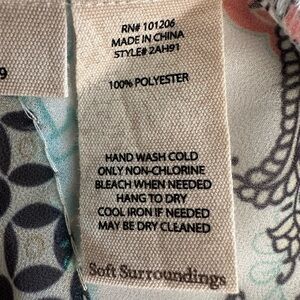 RN# 101206
MADE IN CHINA
STYLE# 2AH91
9
100% POLYESTER
HAND WASH COLD
ONLY NON-CHLORINE
BLEACH WHEN NEEDED
HANG TO DRY
COOL IRON IF NEEDED
MAY BE DRY CLEANED
Soft Surroundings